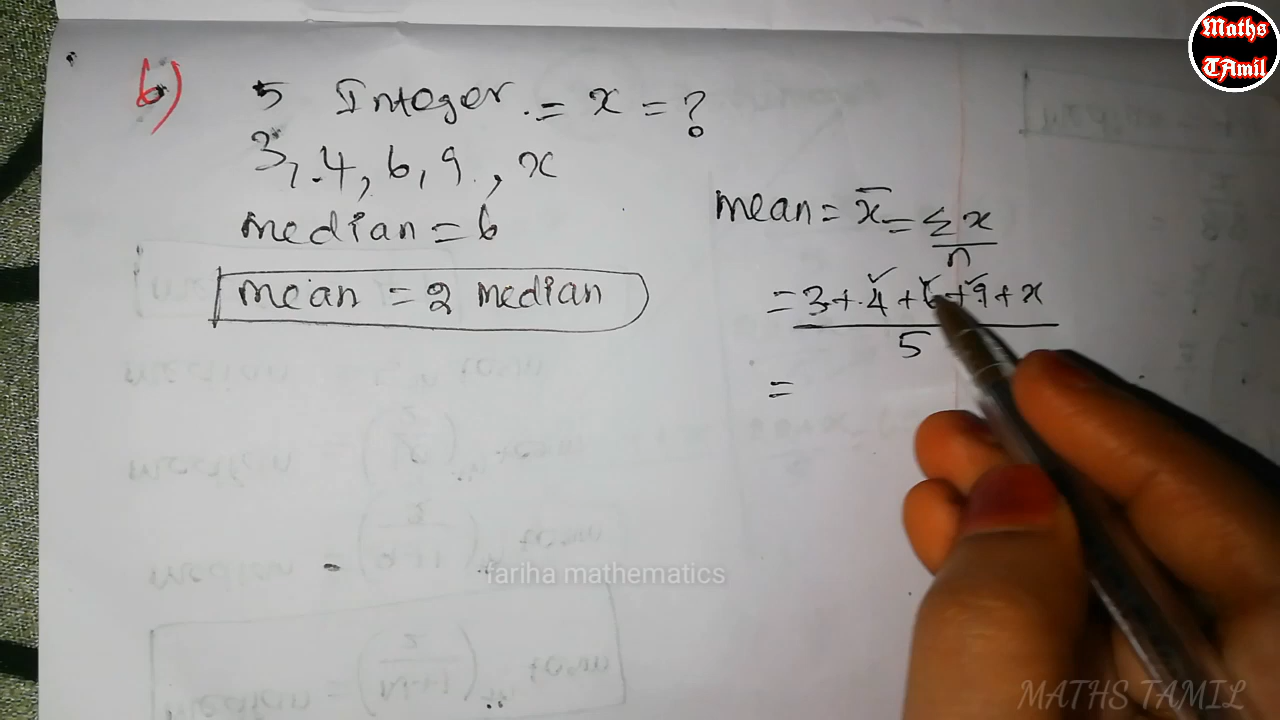 Maths
TAmil
b) 5 Integer. = x = ?
3, 4, 6, 9, x
median = 6
mean = 2 median
mean = x̄ = Σx
n
= 3 + 4 + 6 + 9 + x
5
=
fariha mathematics
MATHS TAMIL